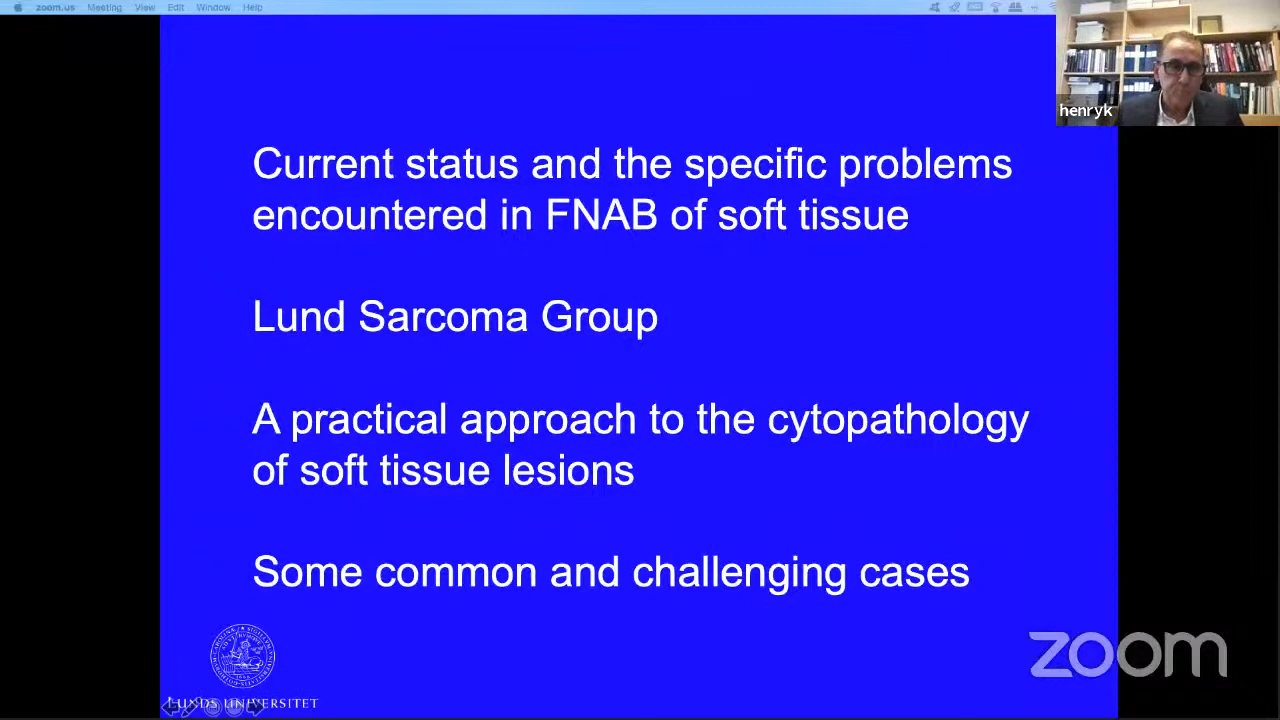 zoom.us Meeting View Edit Window Help
henryk
Current status and the specific problems
encountered in FNAB of soft tissue
Lund Sarcoma Group
A practical approach to the cytopathology
of soft tissue lesions
Some common and challenging cases
LUNDS UNIVERSITET
zoom